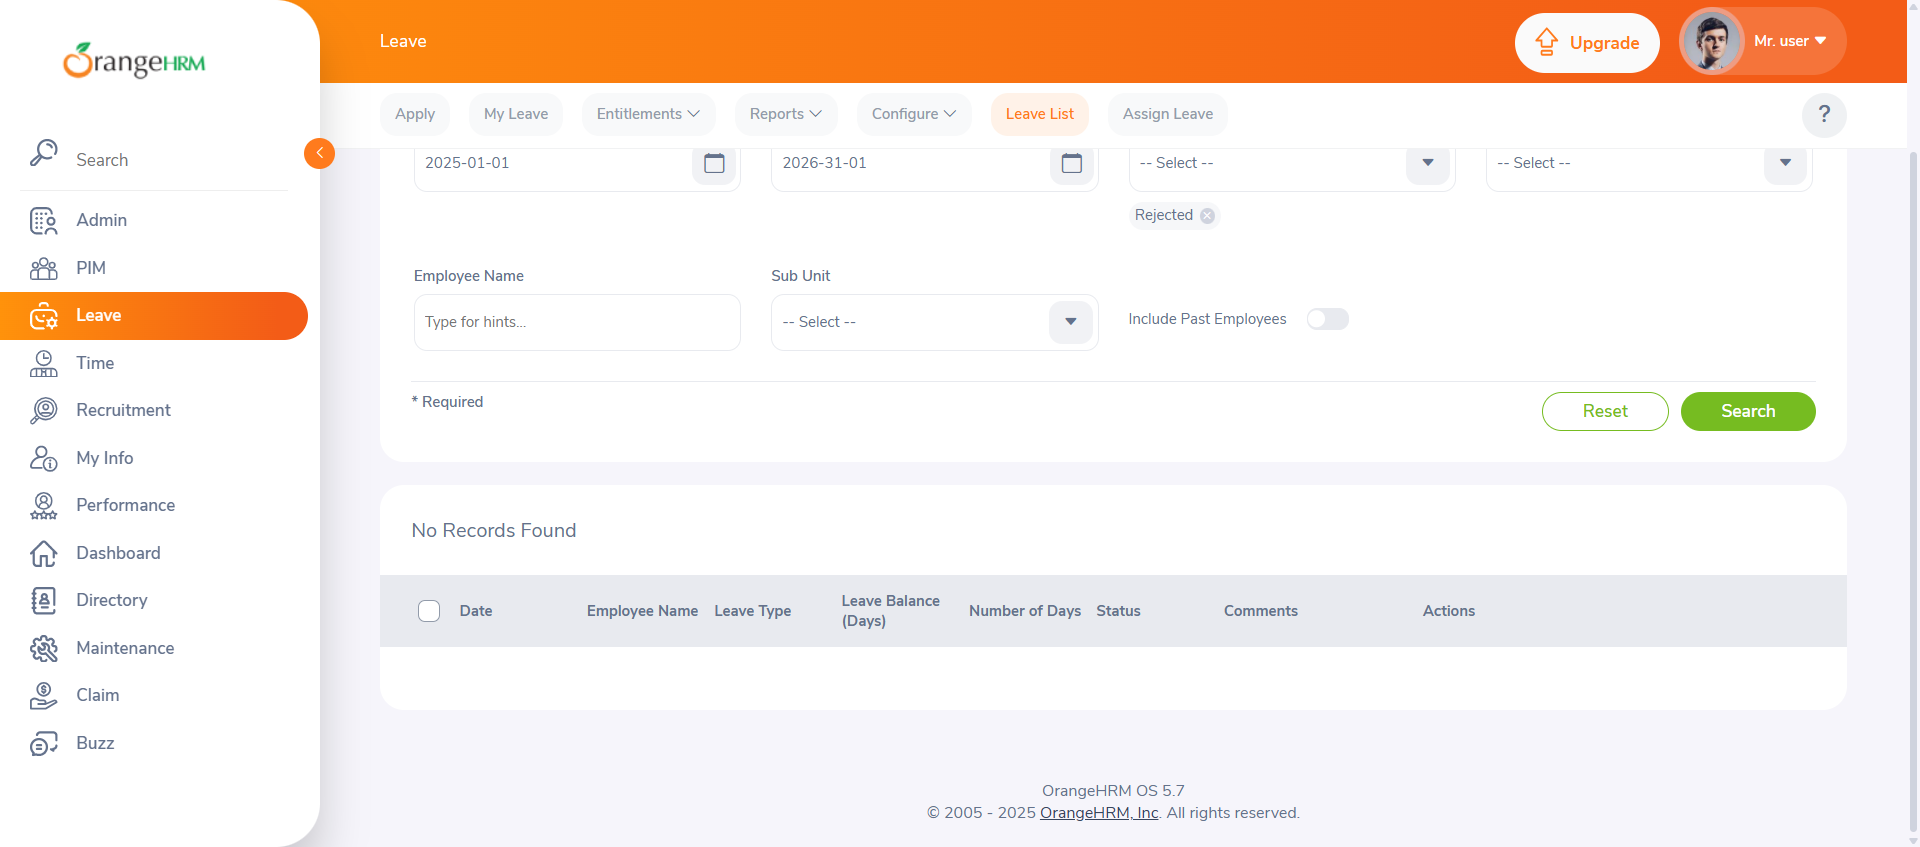 OrangeHRM
Leave
Upgrade
Mr. user
Apply
My Leave
Entitlements
Reports
Configure
Leave List
Assign Leave
?
Search
Admin
PIM
Leave
Time
Recruitment
My Info
Performance
Dashboard
Directory
Maintenance
Claim
Buzz
2025-01-01
2026-31-01
-- Select --
-- Select --
Rejected
Employee Name
Sub Unit
Type for hints...
-- Select --
Include Past Employees
* Required
Reset
Search
No Records Found
Date
Employee Name
Leave Type
Leave Balance
(Days)
Number of Days
Status
Comments
Actions
OrangeHRM OS 5.7
© 2005 - 2025 OrangeHRM, Inc. All rights reserved.